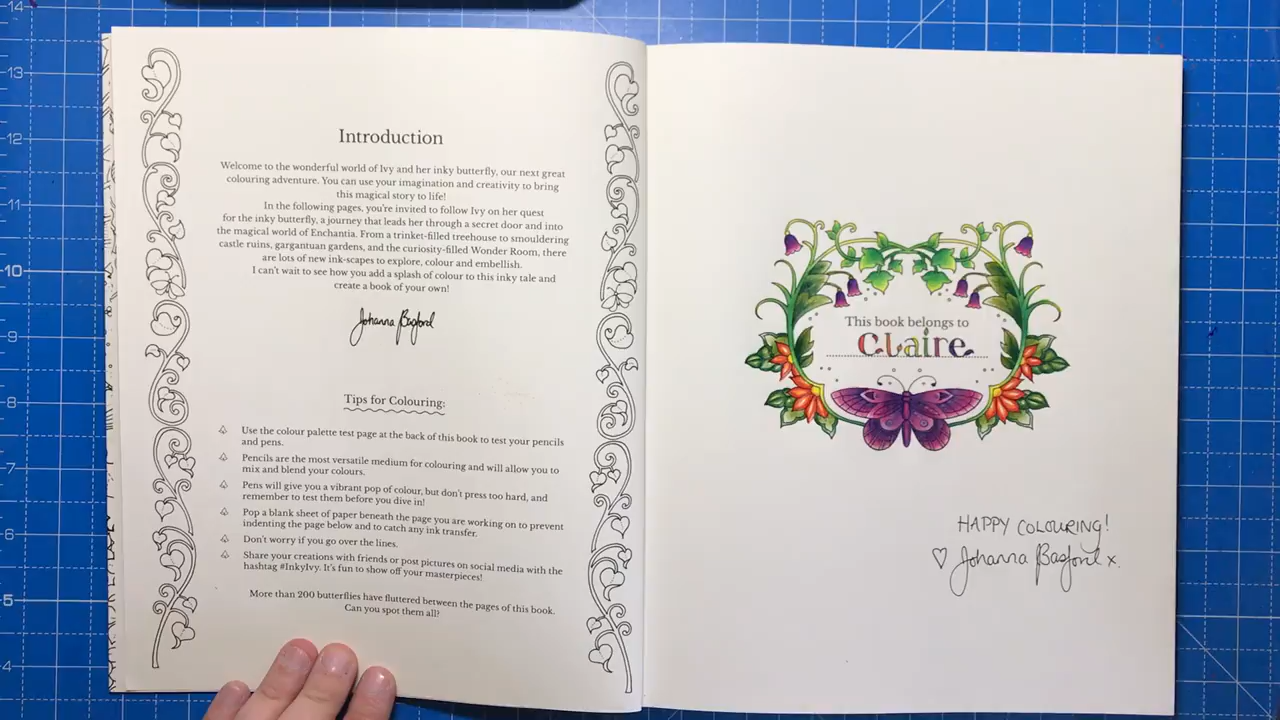 14
13
12
11
10
9
8
7
6
5
4
Introduction
Welcome to the wonderful world of Ivy and her inky butterfly, our next great
colouring adventure. You can use your imagination and creativity to bring
this magical story to life!
In the following pages, you're invited to follow Ivy on her quest
for the inky butterfly, a journey that leads her through a secret door and into
the magical world of Enchantia. From a trinket-filled treehouse to smouldering
castle ruins, gargantuan gardens, and the curiosity-filled Wonder Room, there
are lots of new ink-scapes to explore, colour and embellish.
I can't wait to see how you add a splash of colour to this inky tale and
create a book of your own!
Johanna Basford
Tips for Colouring:
Use the colour palette test page at the back of this book to test your pencils
and pens.
Pencils are the most versatile medium for colouring and will allow you to
mix and blend your colours.
Pens will give you a vibrant pop of colour, but don't press too hard, and
remember to test them before you dive in!
Pop a blank sheet of paper beneath the page you are working on to prevent
indenting the page below and to catch any ink transfer.
Don't worry if you go over the lines.
Share your creations with friends or post pictures on social media with the
hashtag #InkyIvy. It's fun to show off your masterpieces!
More than 200 butterflies have fluttered between the pages of this book.
Can you spot them all?
This book belongs to
Claire
HAPPY COLOURING!
♡ Johanna Basford x.